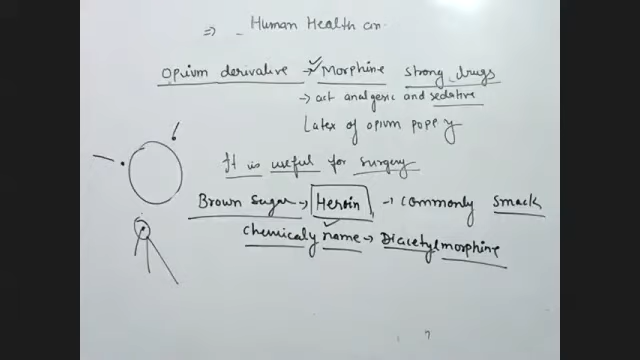 ⇒ - Human Health an
Opium derivative → Morphine strong drugs
→ act analgesic and sedative
Latex of opium poppy
It is useful for surgery
Brown sugar → Heroin → commonly smack
chemicaly name → Diacetylmorphine